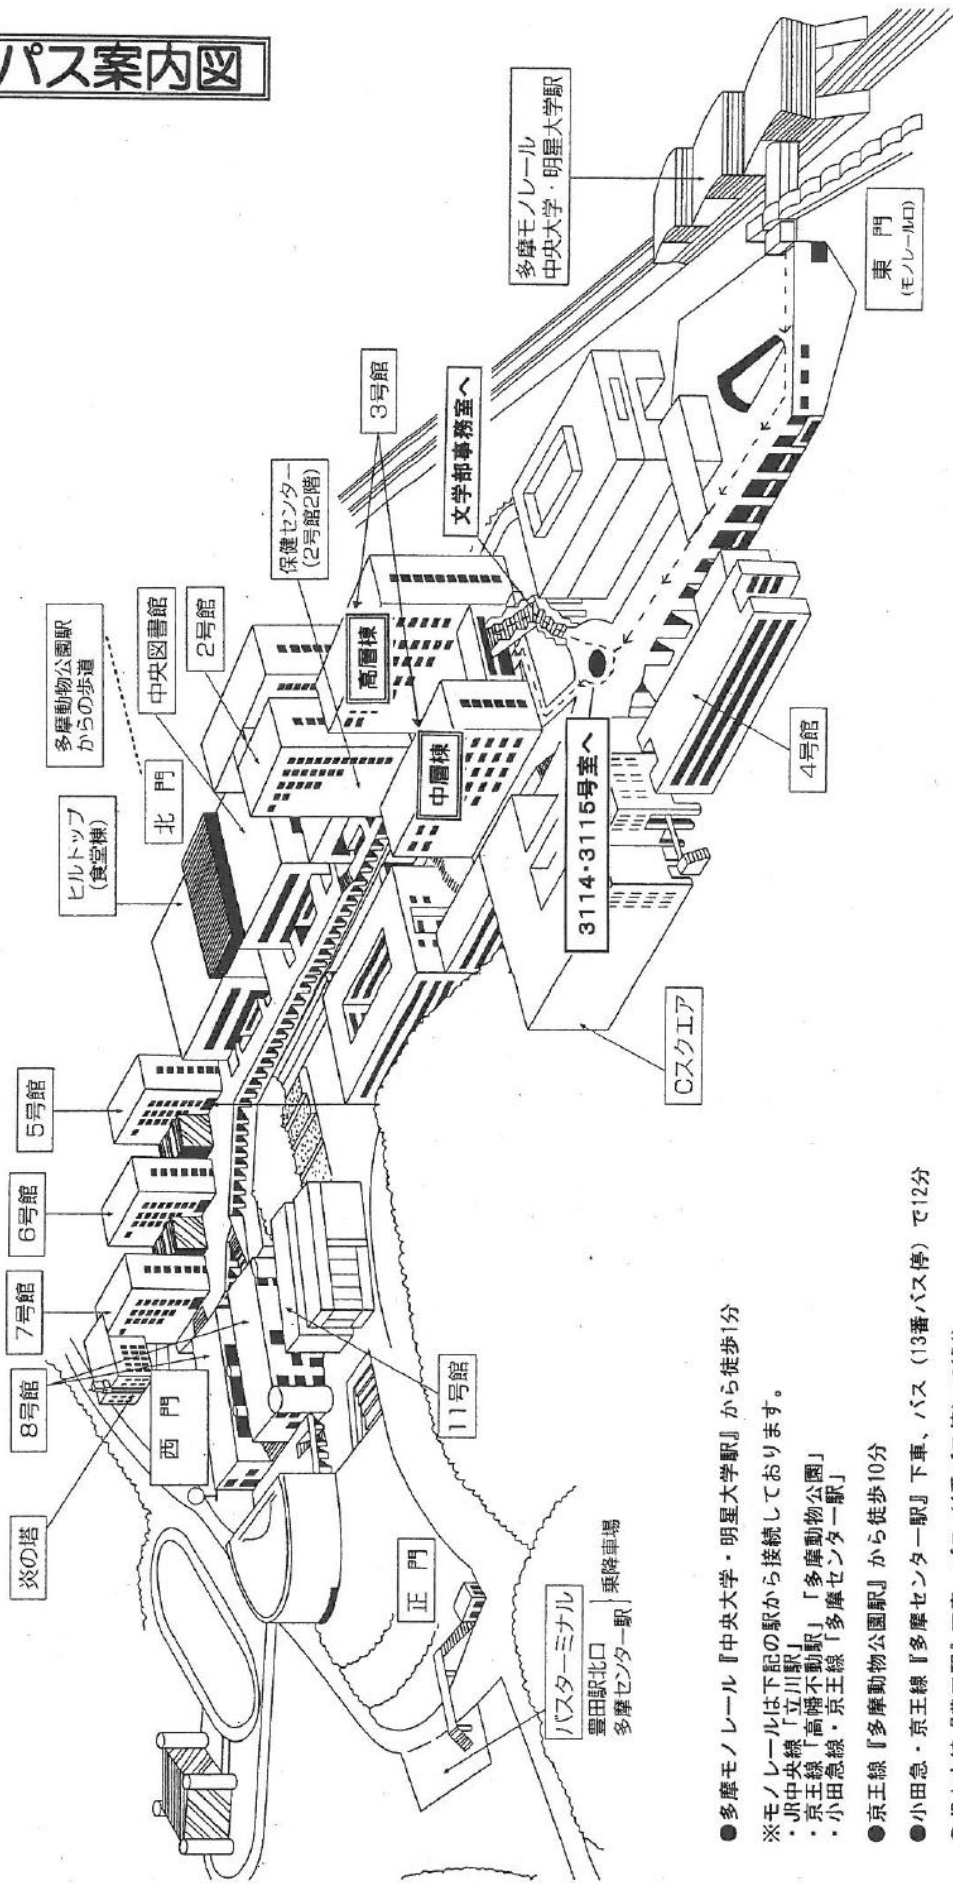 パス案内図
多摩モノレール
中央大学・明星大学駅
東 門
(モノレール口)
3号館
文学部事務室へ
保健センター
(2号館2階)
2号館
中央図書館
多摩動物公園駅
からの歩道
北 門
ヒルトップ
(食堂棟)
高層棟
中層棟
3114・3115号室へ
4号館
Cスクエア
5号館
6号館
7号館
8号館
炎の塔
西 門
11号館
正 門
バスターミナル
豊田駅北口
多摩センター駅
乗降車場
●多摩モノレール『中央大学・明星大学駅』から徒歩1分
※モノレールは下記の駅から接続しております。
・JR中央線「立川駅」
・京王線「高幡不動駅」「多摩動物公園」
・小田急線・京王線「多摩センター駅」
●京王線『多摩動物公園駅』から徒歩10分
●小田急・京王線『多摩センター駅』下車、バス（13番バス停）で12分